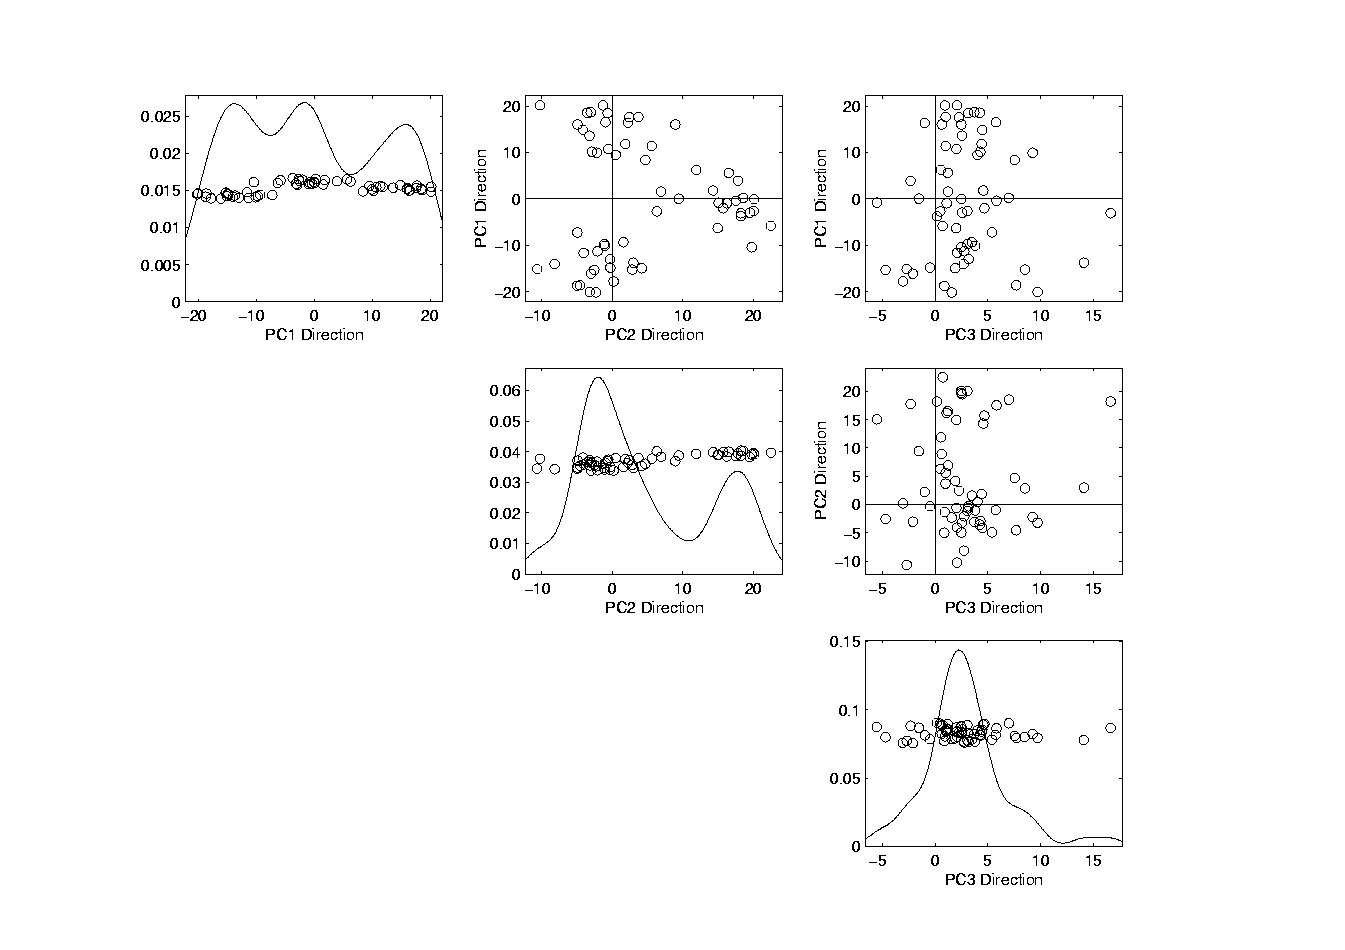 0.025
0.02
0.015
0.01
0.005
0
−20 −10 0 10 20
PC1 Direction
PC1 Direction
20
10
0
−10
−20
−10 0 10 20
PC2 Direction
PC1 Direction
20
10
0
−10
−20
−5 0 5 10 15
PC3 Direction
0.06
0.05
0.04
0.03
0.02
0.01
0
−10 0 10 20
PC2 Direction
PC2 Direction
20
15
10
5
0
−5
−10
−5 0 5 10 15
PC3 Direction
0.15
0.1
0.05
0
−5 0 5 10 15
PC3 Direction